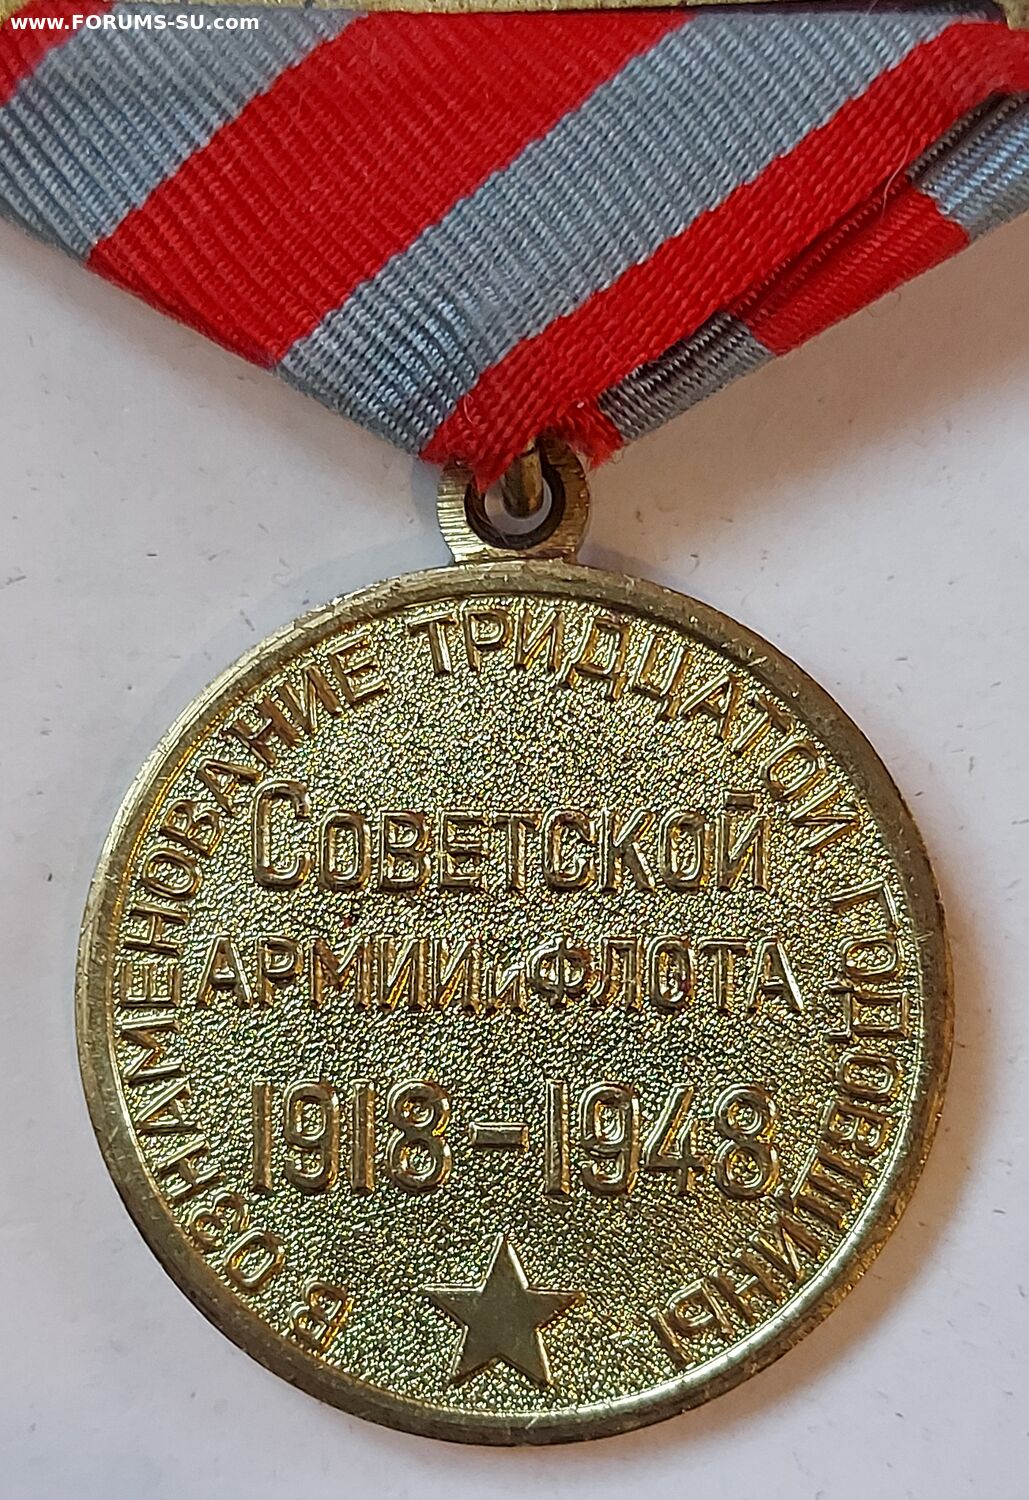 www.FORUMS-SU.com
В ОЗНАМЕНОВАНИЕ ТРИДЦАТОЙ ГОДОВЩИНЫ
СОВЕТСКОЙ
АРМИИ и ФЛОТА
1918-1948